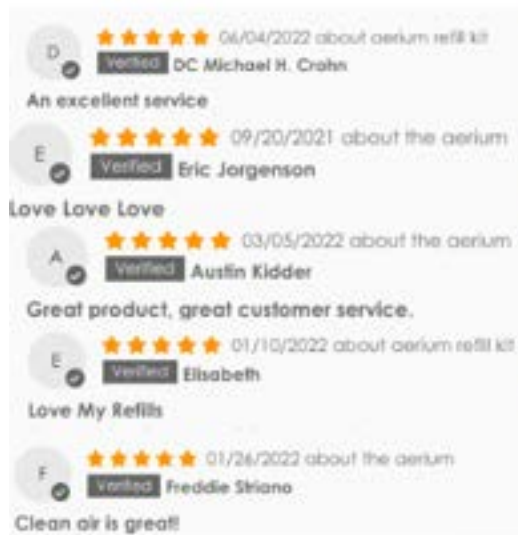 D
06/04/2022 about aerium refill kit
Verified DC Michael H. Crohn
An excellent service
E
09/20/2021 about the aerium
Verified Eric Jorgenson
Love Love Love
A
03/05/2022 about the aerium
Verified Austin Kidder
Great product, great customer service.
E
01/10/2022 about aerium refill kit
Verified Elisabeth
Love My Refills
F
01/26/2022 about the aerium
Verified Freddie Striano
Clean air is great!